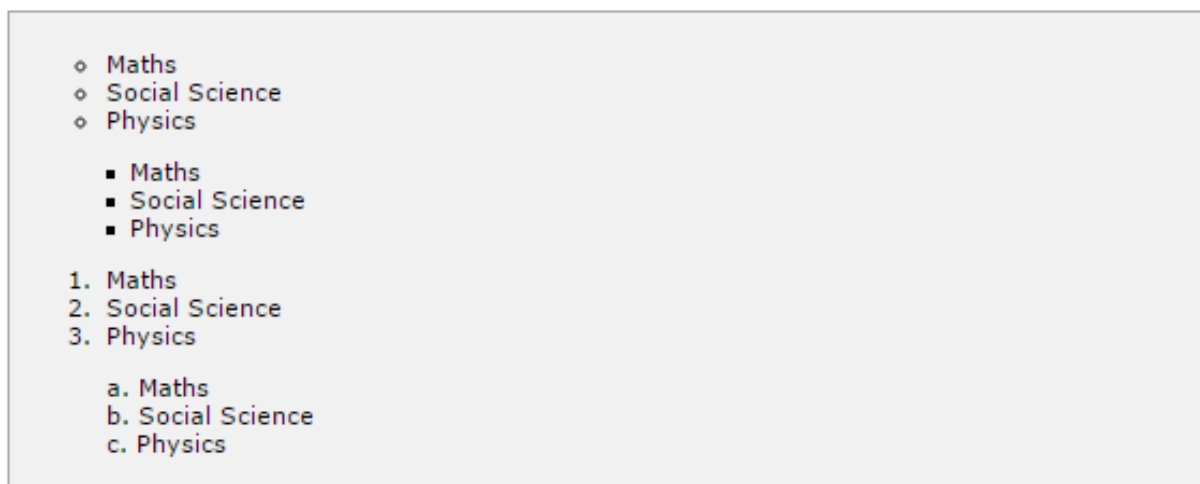 Maths
Social Science
Physics
Maths
Social Science
Physics
1. Maths
2. Social Science
3. Physics
a. Maths
b. Social Science
c. Physics